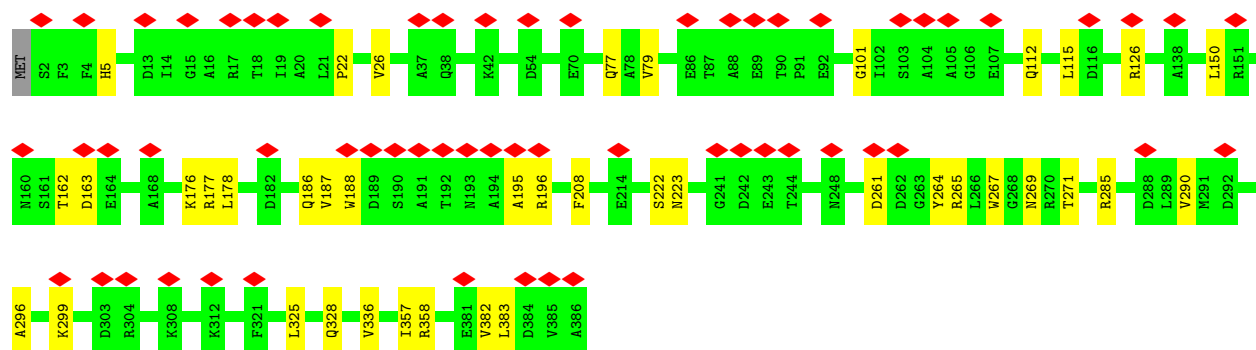 MET S2 F3 F4 H5 D13 I14 G15 A16 R17 T18 I19 A20 L21 P22 V26 A37 Q38 K42 D54 E70 Q77 A78 V79 E86 T87 A88 E89 T90 P91 E92 G101 I102 S103 A104 A105 G106 E107 Q112 L115 D116 R126 A138 L150 R151
N160 S161 T162 D163 E164 A168 K176 R177 L178 D182 Q186 V187 W188 D189 S190 A191 T192 N193 A194 A195 R196 F208 E214 S222 N223 G241 D242 E243 T244 N248 D261 D262 G263 Y264 R265 L266 W267 G268 N269 R270 T271 R285 D288 L289 V290 M291 D292
A296 K299 D303 R304 K308 K312 F321 L325 Q328 V336 I357 R358 E381 V382 L383 D384 V385 A386